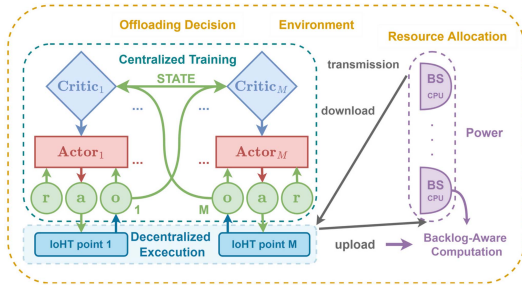 Offloading Decision
Environment
Resource Allocation
Centralized Training
STATE
Critic1
CriticM
...
...
transmission
download
BS
CPU
Power
Actor1
...
...
ActorM
r
a
o
1
M
o
a
r
BS
CPU
IoHT point 1
Decentralized
Execution
IoHT point M
upload
Backlog-Aware
Computation